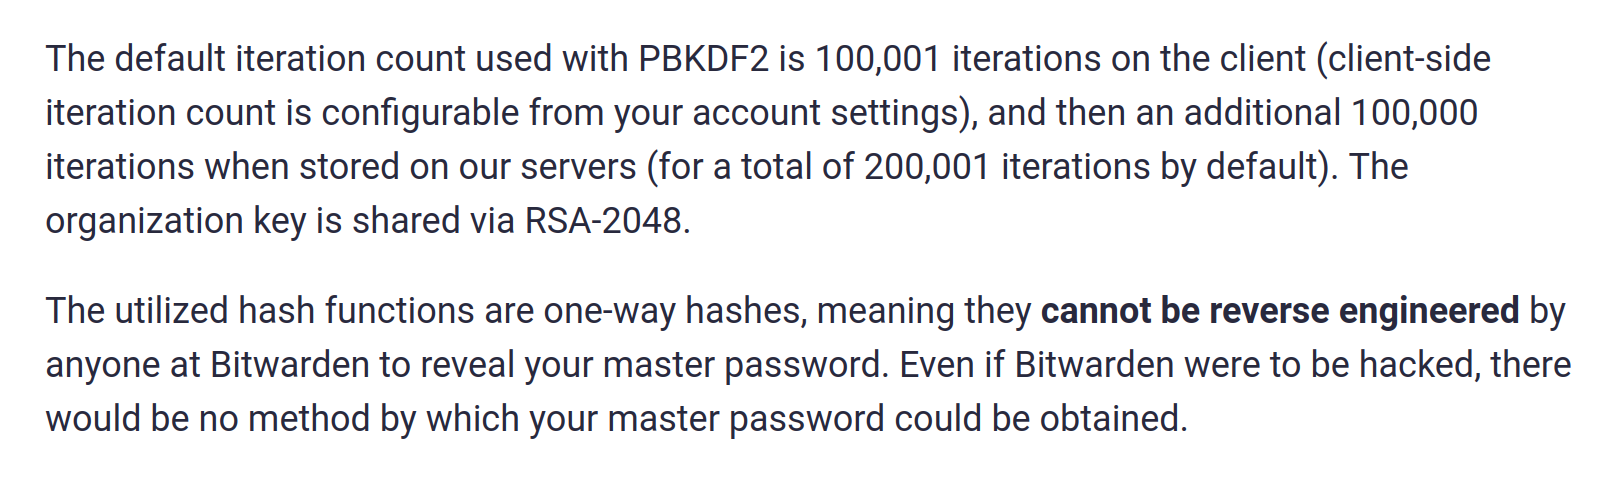 The default iteration count used with PBKDF2 is 100,001 iterations on the client (client-side
iteration count is configurable from your account settings), and then an additional 100,000
iterations when stored on our servers (for a total of 200,001 iterations by default). The
organization key is shared via RSA-2048.
The utilized hash functions are one-way hashes, meaning they cannot be reverse engineered by
anyone at Bitwarden to reveal your master password. Even if Bitwarden were to be hacked, there
would be no method by which your master password could be obtained.